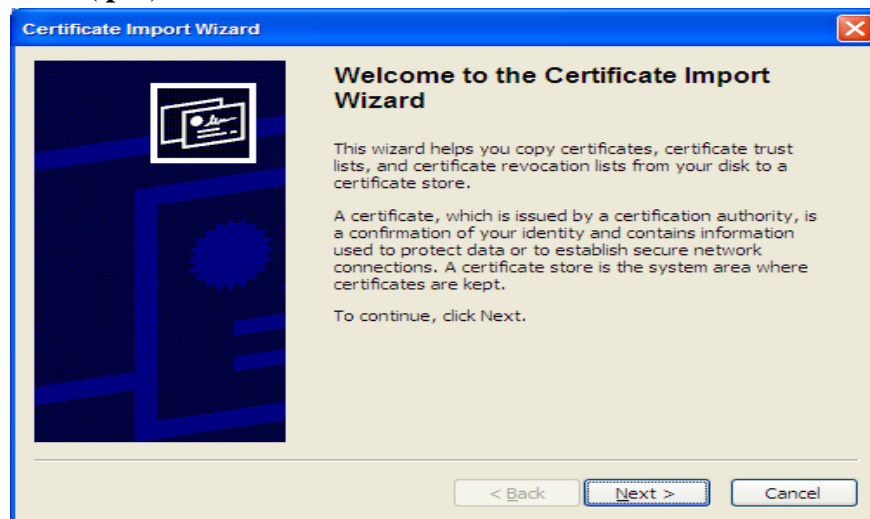 Certificate Import Wizard
Welcome to the Certificate Import
Wizard
This wizard helps you copy certificates, certificate trust
lists, and certificate revocation lists from your disk to a
certificate store.
A certificate, which is issued by a certification authority, is
a confirmation of your identity and contains information
used to protect data or to establish secure network
connections. A certificate store is the system area where
certificates are kept.
To continue, click Next.
< Back
Next >
Cancel